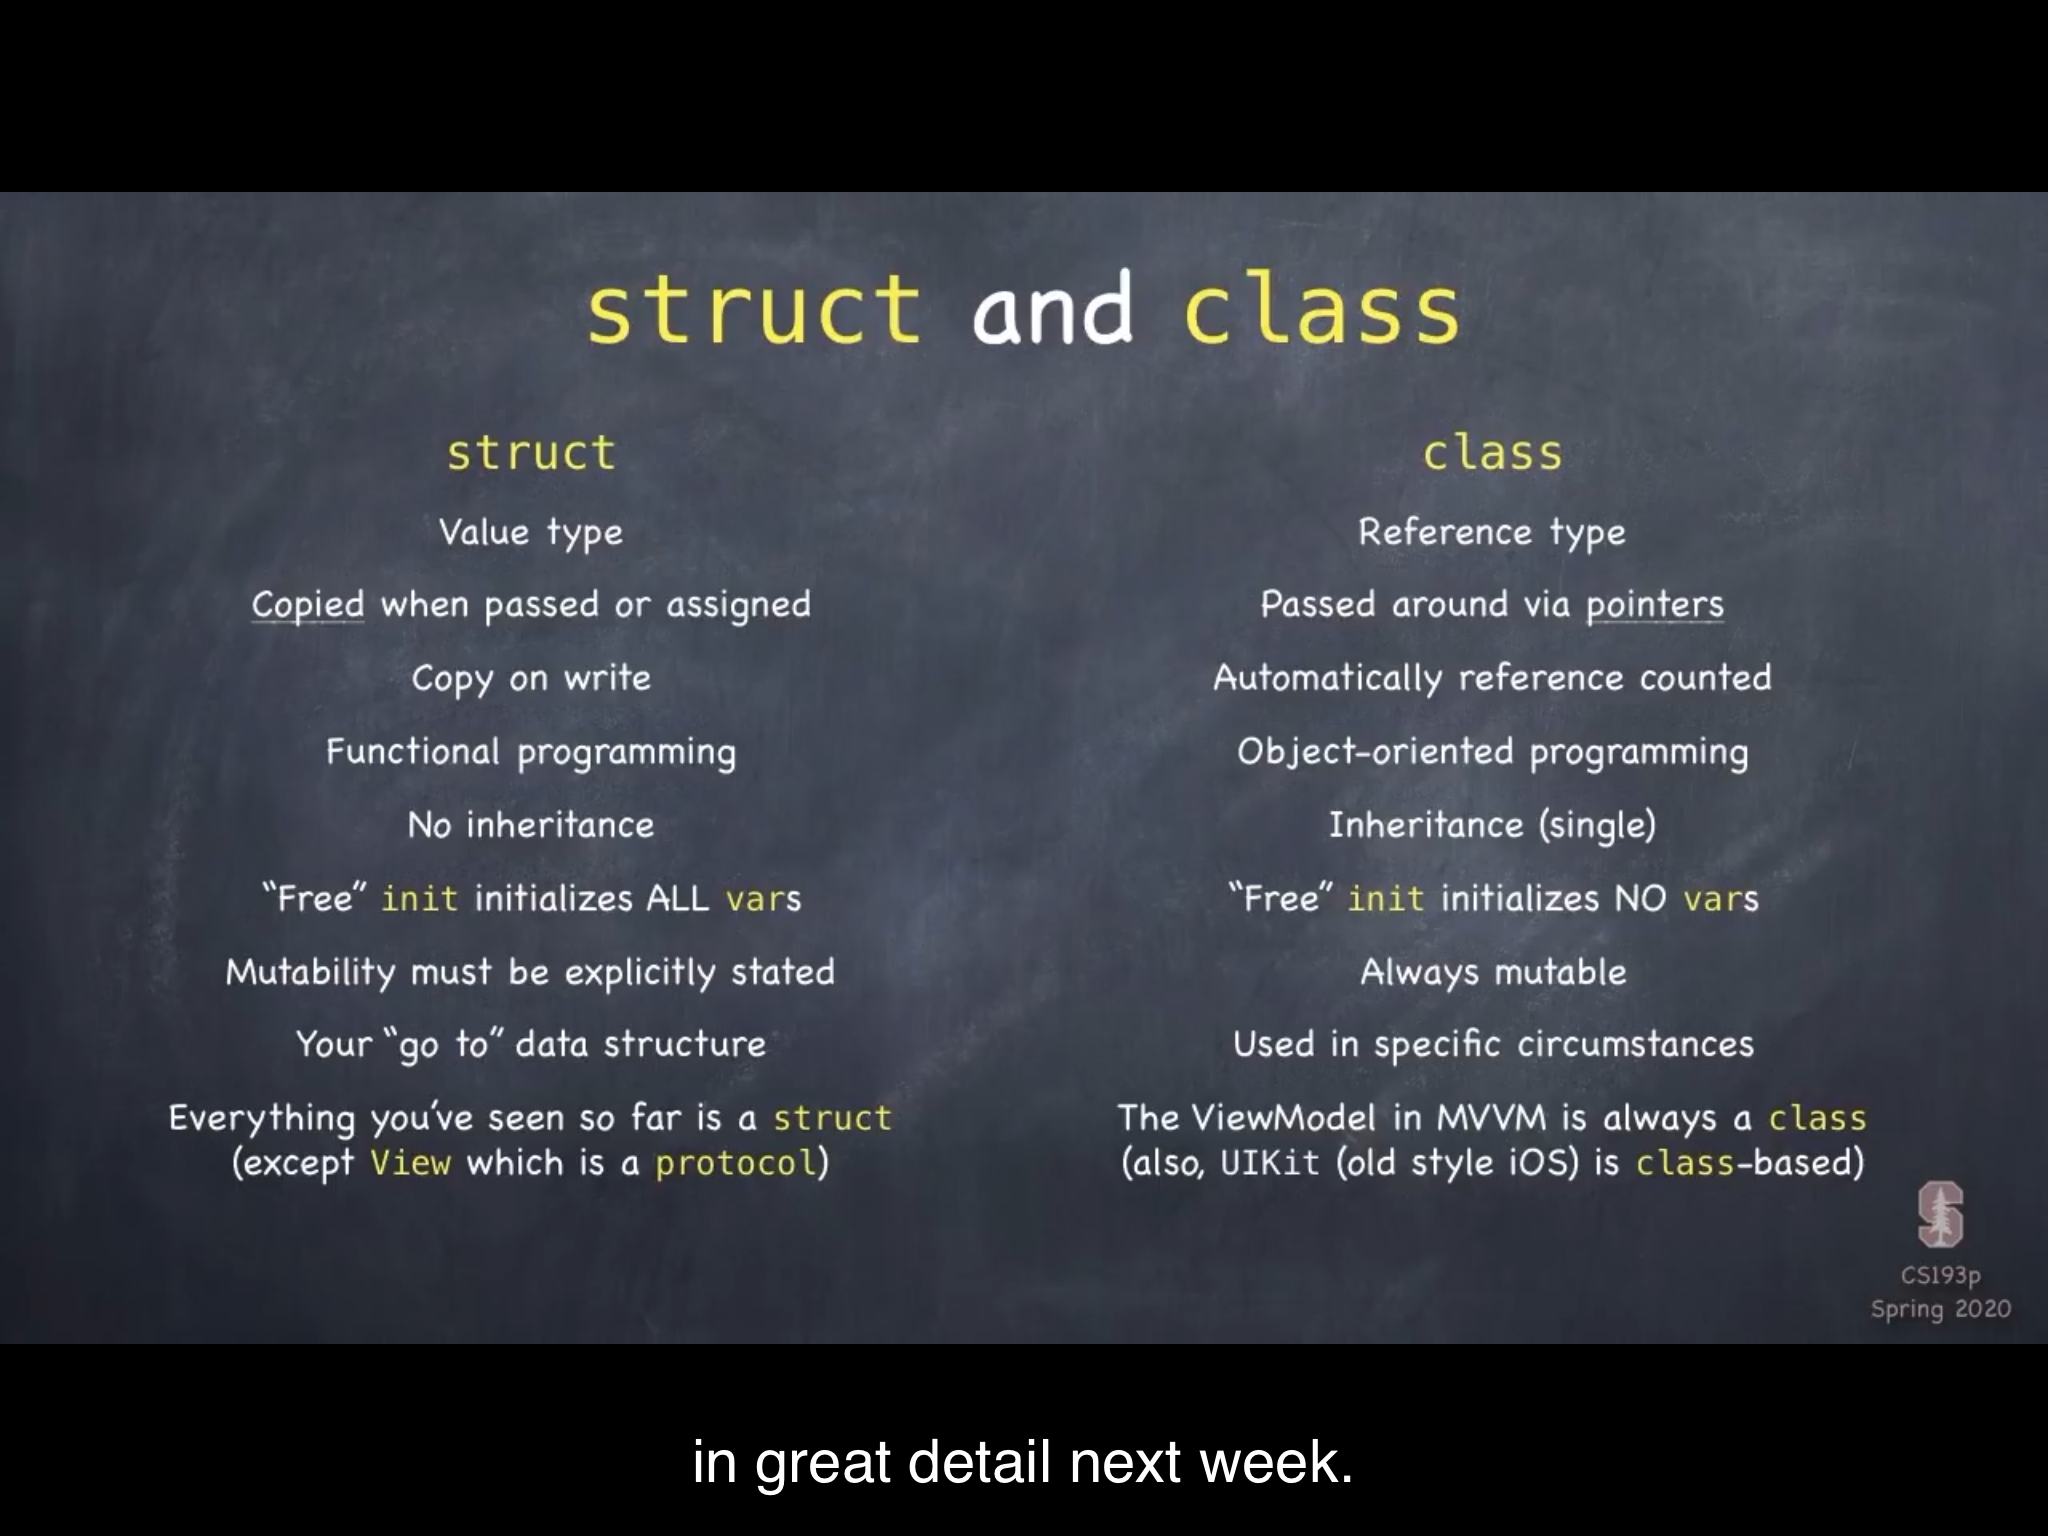 struct and class
struct
Value type
Copied when passed or assigned
Copy on write
Functional programming
No inheritance
“Free” init initializes ALL vars
Mutability must be explicitly stated
Your “go to” data structure
Everything you’ve seen so far is a struct
(except View which is a protocol)
class
Reference type
Passed around via pointers
Automatically reference counted
Object-oriented programming
Inheritance (single)
“Free” init initializes NO vars
Always mutable
Used in specific circumstances
The ViewModel in MVVM is always a class
(also, UIKit (old style iOS) is class-based)
S
CS193p
Spring 2020
in great detail next week.